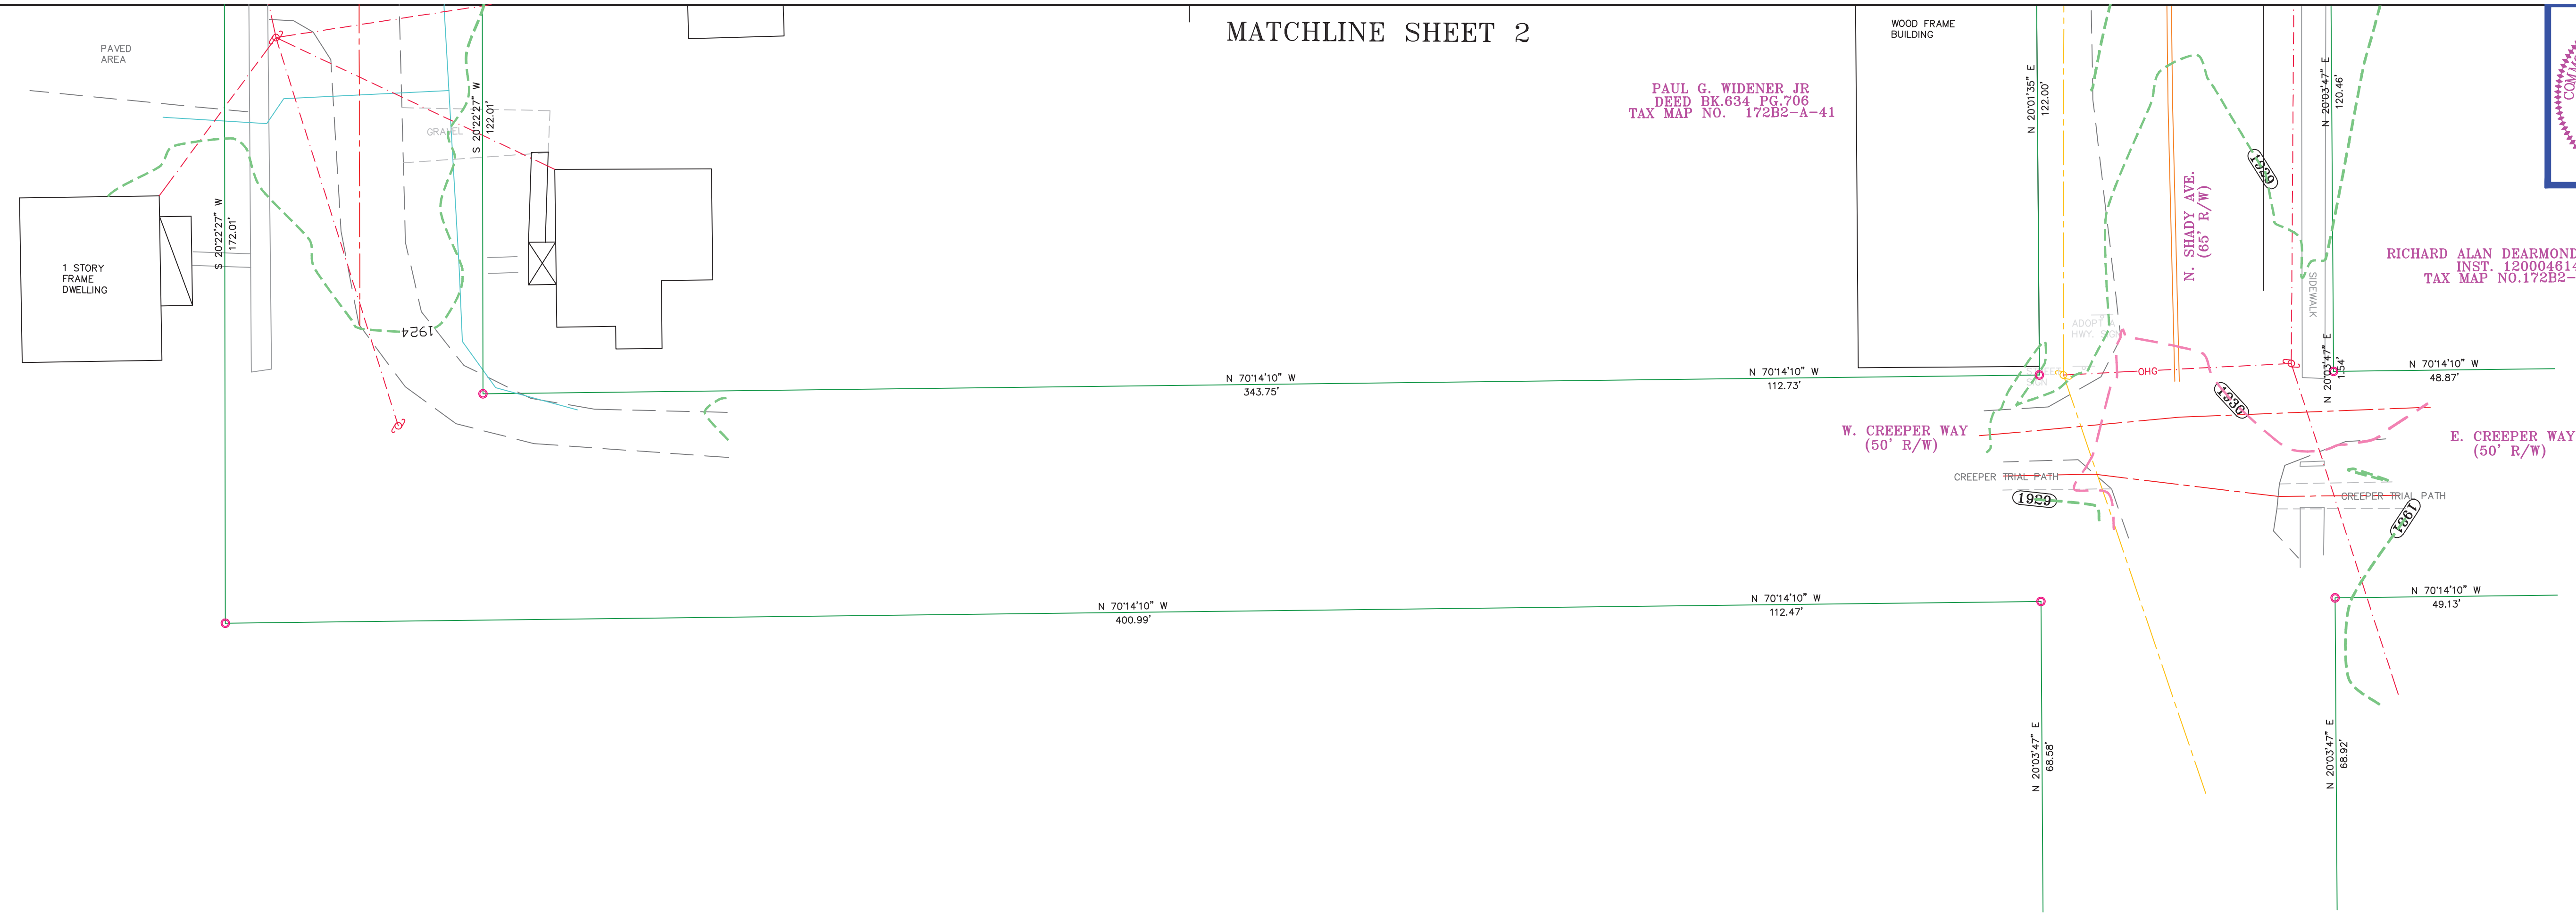 MATCHLINE SHEET 2
PAVED
AREA
WOOD FRAME
BUILDING
PAUL G. WIDENER JR
DEED BK.634 PG.706
TAX MAP NO. 172B2-A-41
S 20°22'27" W
122.01'
GRAVEL
N 20°01'35" E
122.00'
N 20°03'47" E
120.46'
COMM
1929
N. SHADY AVE.
(65' R/W)
S 20°22'27" W
172.01'
1 STORY
FRAME
DWELLING
RICHARD ALAN DEARMOND
INST. 120004614
TAX MAP NO.172B2-
SIDEWALK
1924
ADOPT A
HWY. SIGN
N 20°03'47" E
1.54'
N 70°14'10" W
343.75'
N 70°14'10" W
112.73'
OHG
N 70°14'10" W
48.87'
1930
W. CREEPER WAY
(50' R/W)
E. CREEPER WAY
(50' R/W)
CREEPER TRIAL PATH
CREEPER TRIAL PATH
1929
1931
N 70°14'10" W
400.99'
N 70°14'10" W
112.47'
N 70°14'10" W
49.13'
N 20°03'47" E
68.58'
N 20°03'47" E
68.92'